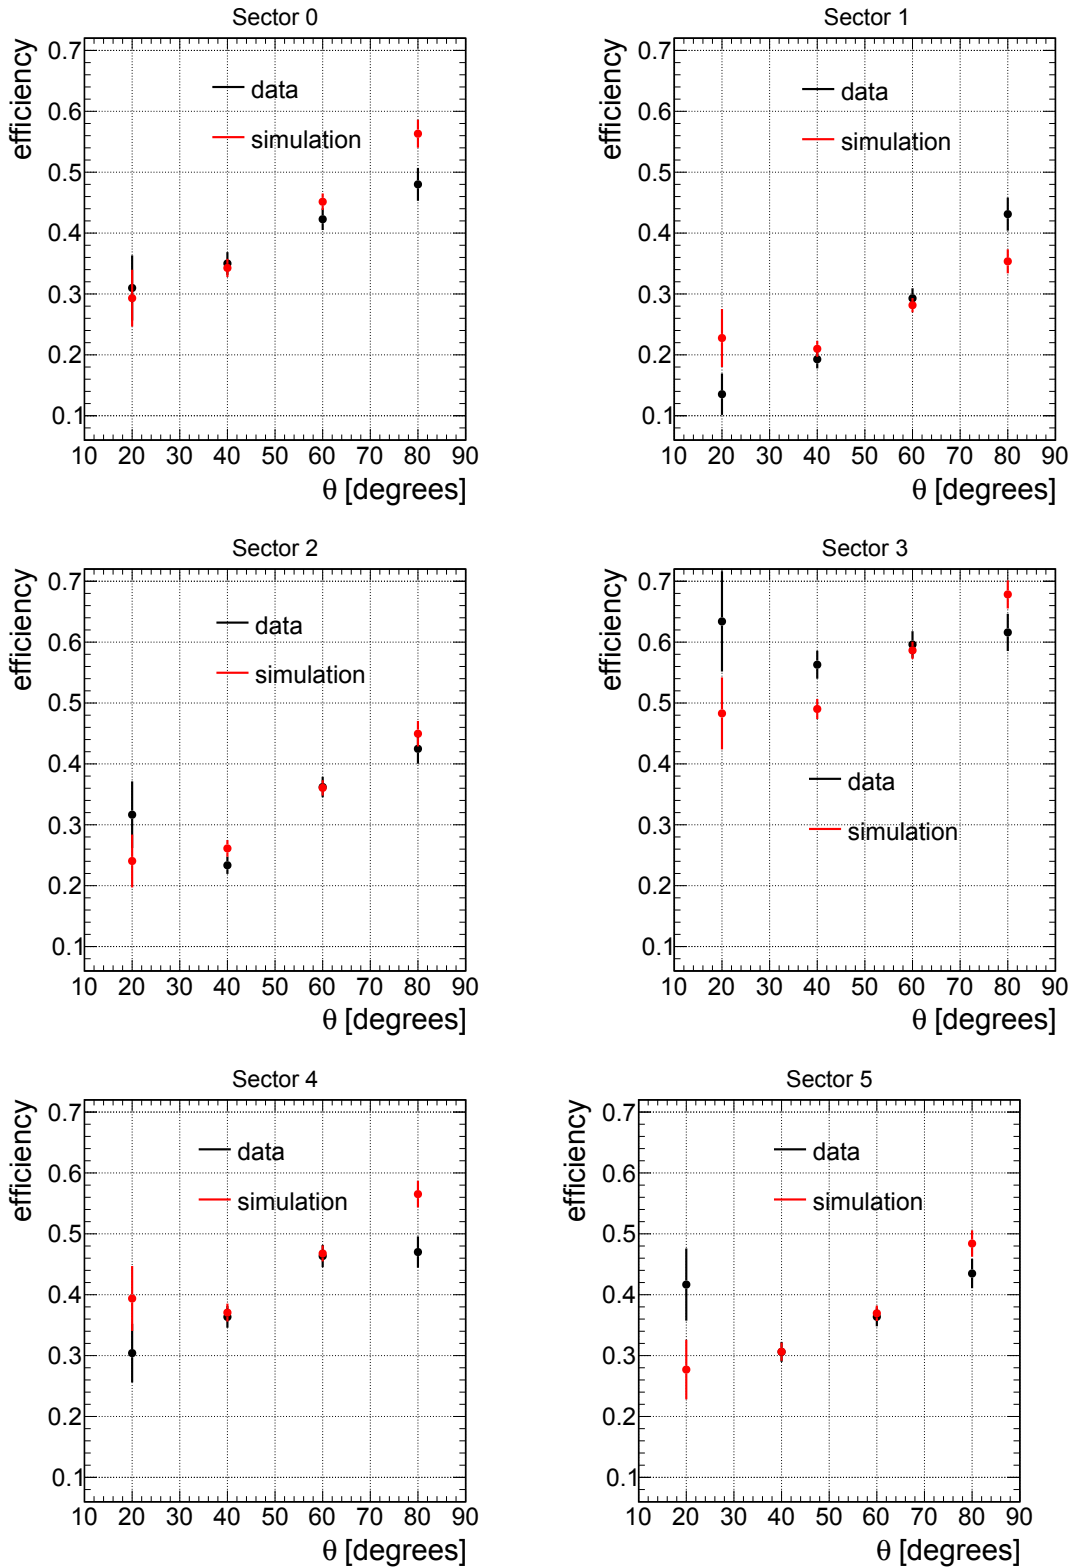 Sector 0
efficiency
0.7
0.6
0.5
0.4
0.3
0.2
0.1
data
simulation
10 20 30 40 50 60 70 80 90
θ [degrees]
Sector 1
efficiency
0.7
0.6
0.5
0.4
0.3
0.2
0.1
data
simulation
10 20 30 40 50 60 70 80 90
θ [degrees]
Sector 2
efficiency
0.7
0.6
0.5
0.4
0.3
0.2
0.1
data
simulation
10 20 30 40 50 60 70 80 90
θ [degrees]
Sector 3
efficiency
0.7
0.6
0.5
0.4
0.3
0.2
0.1
data
simulation
10 20 30 40 50 60 70 80 90
θ [degrees]
Sector 4
efficiency
0.7
0.6
0.5
0.4
0.3
0.2
0.1
data
simulation
10 20 30 40 50 60 70 80 90
θ [degrees]
Sector 5
efficiency
0.7
0.6
0.5
0.4
0.3
0.2
0.1
data
simulation
10 20 30 40 50 60 70 80 90
θ [degrees]